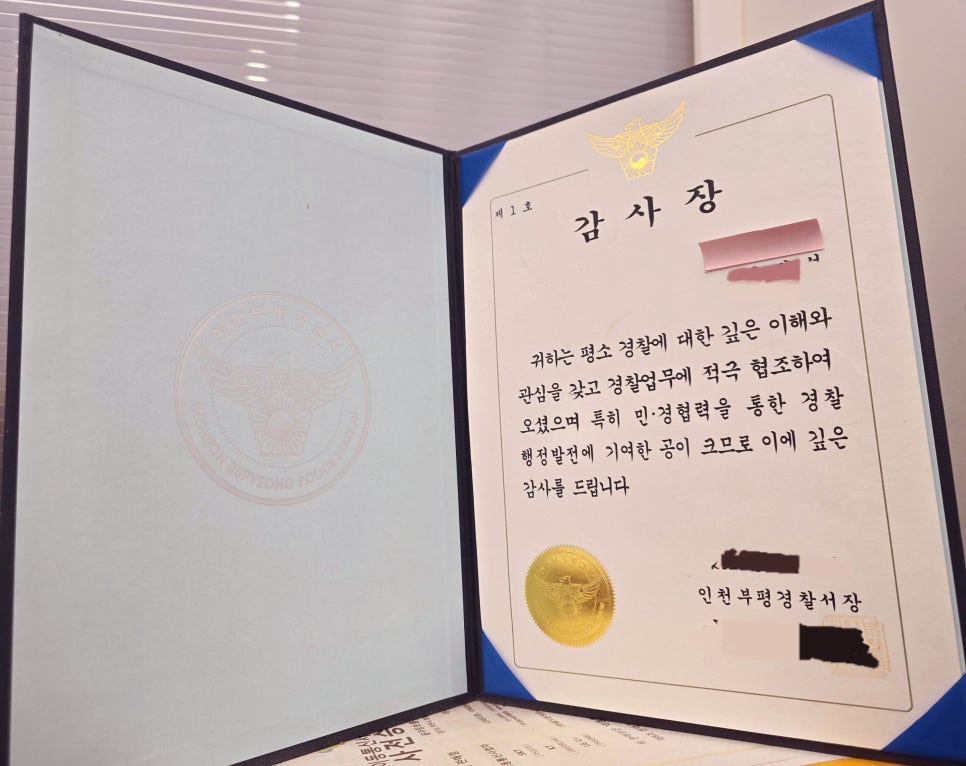 INCHEON BUPYEONG POLICE STATION
제 1 호
감 사 장
귀하는 평소 경찰에 대한 깊은 이해와
관심을 갖고 경찰업무에 적극 협조하여
오셨으며 특히 민·경협력을 통한 경찰
행정발전에 기여한 공이 크므로 이에 깊은
감사를 드립니다
인천부평경찰서장